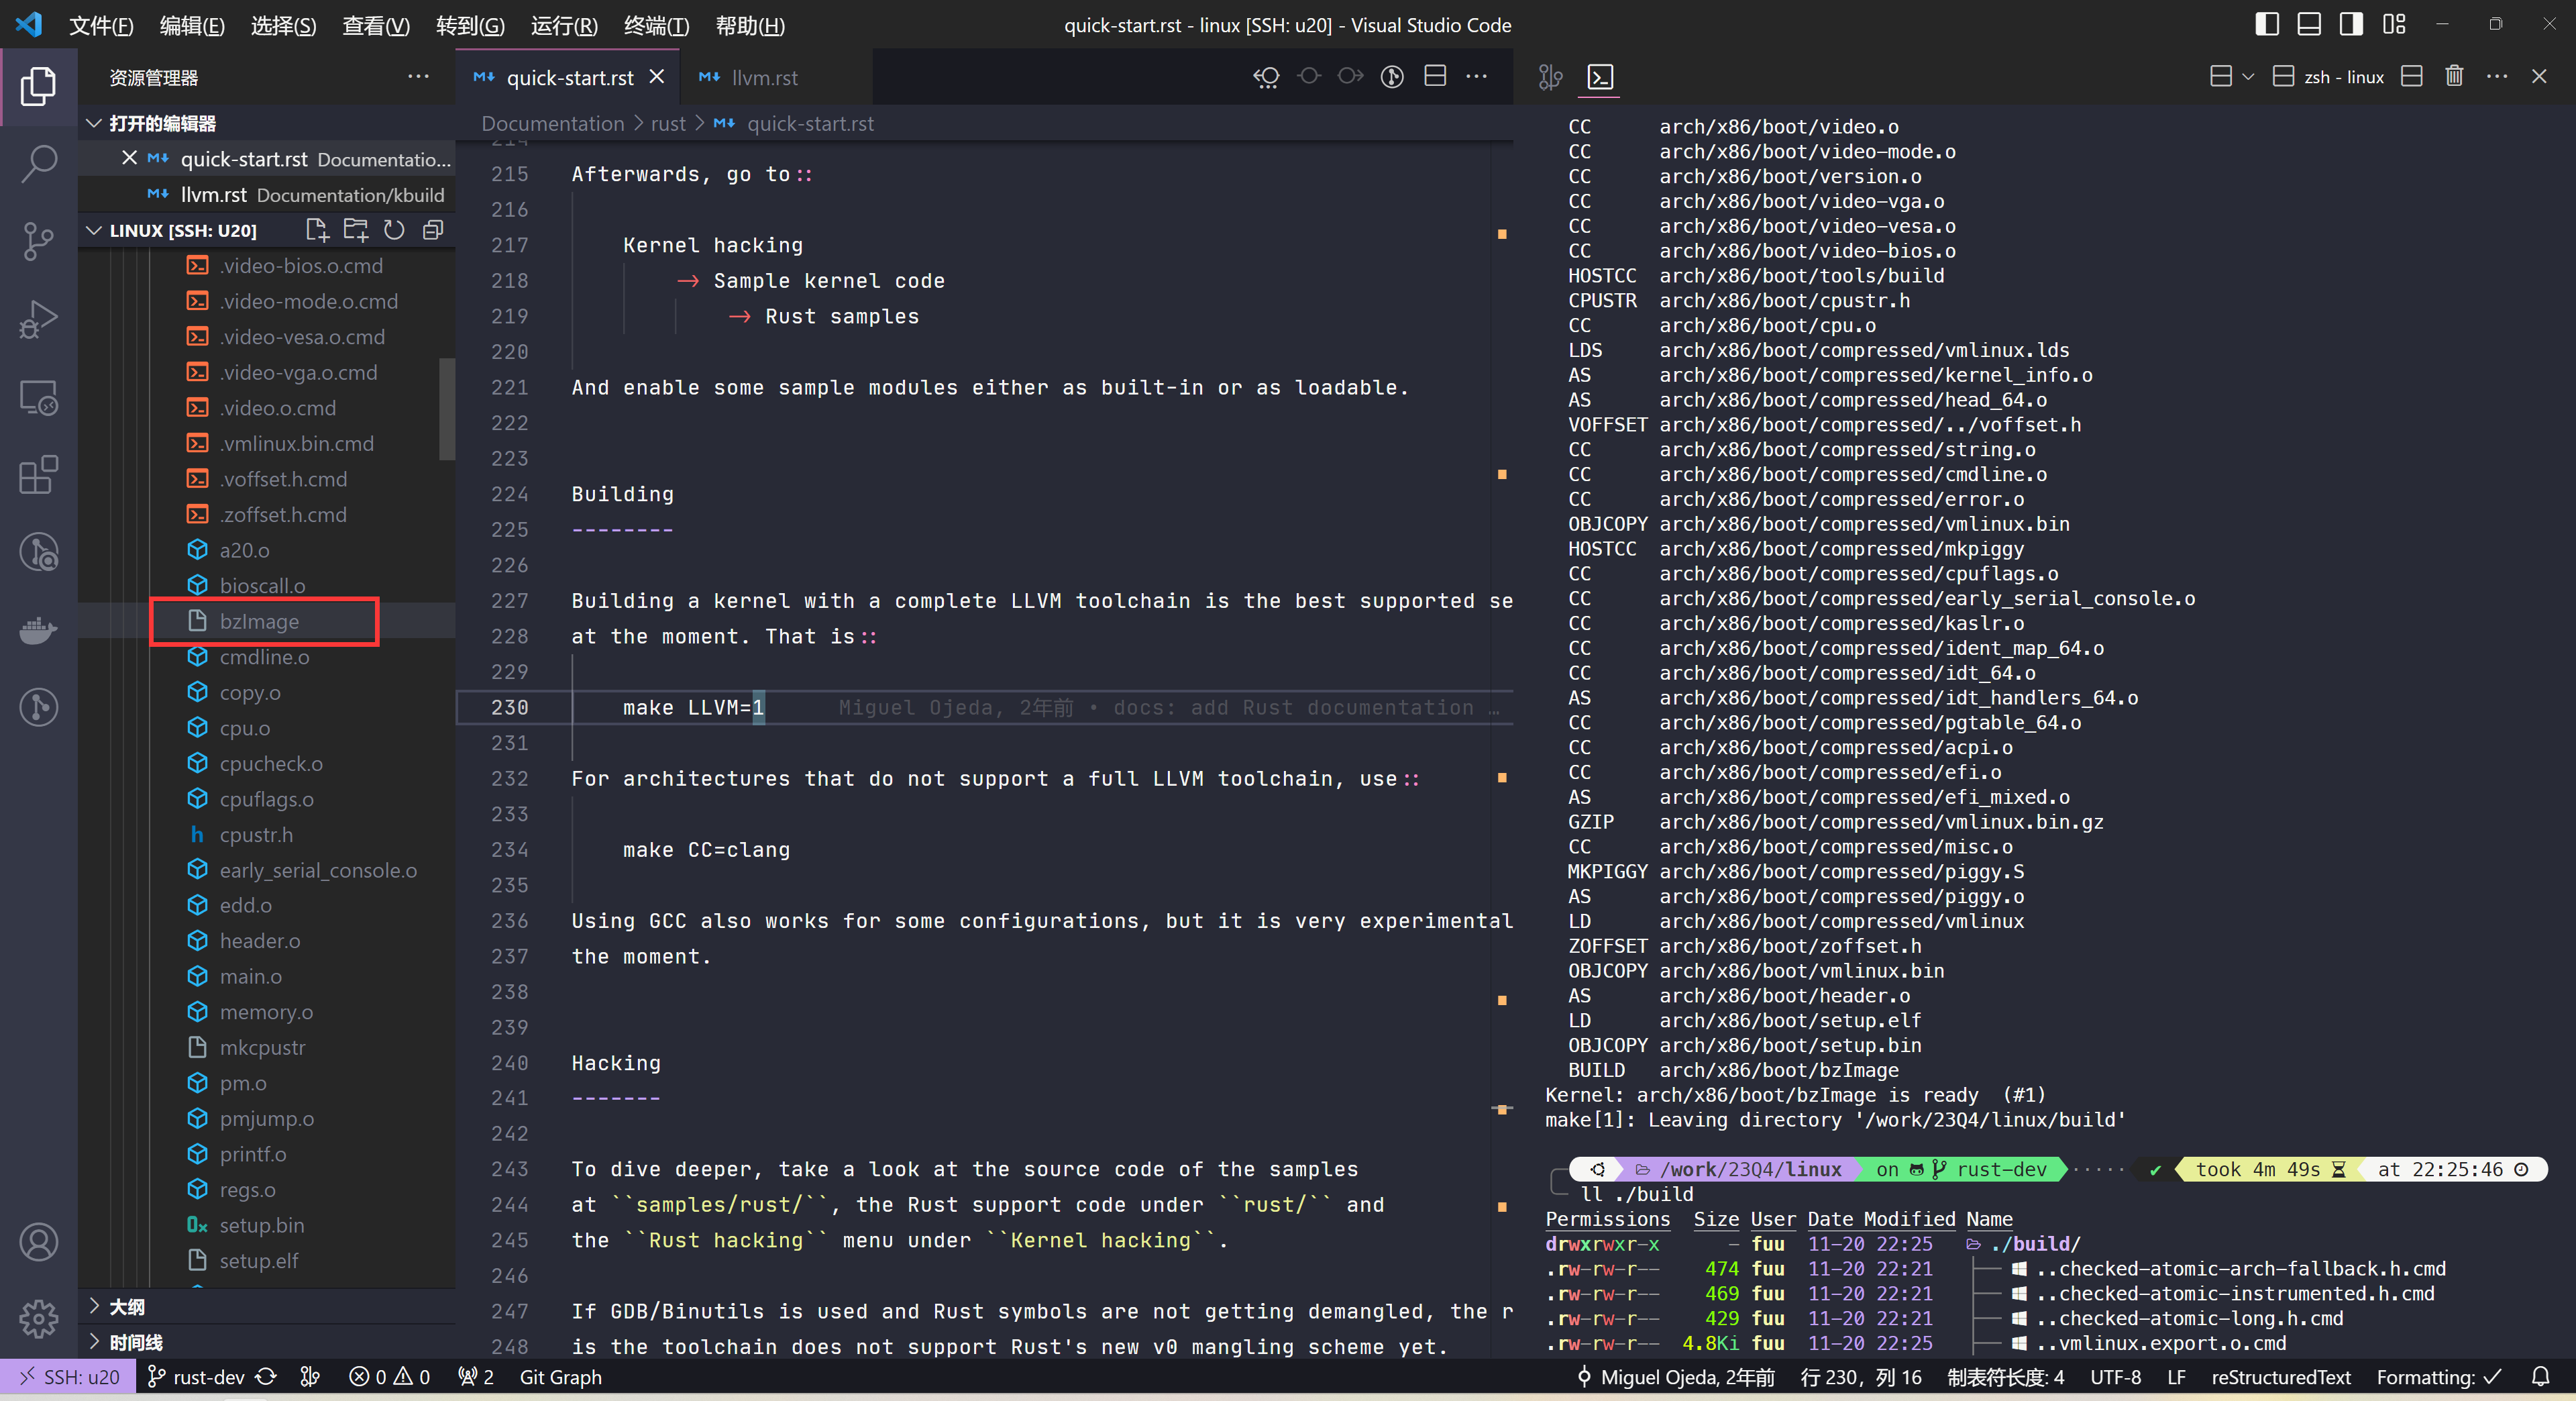 文件(F) 编辑(E) 选择(S) 查看(V) 转到(G) 运行(R) 终端(T) 帮助(H)
quick-start.rst - linux [SSH: u20] - Visual Studio Code
资源管理器
打开的编辑器
quick-start.rst Documentatio...
llvm.rst Documentation/kbuild
LINUX [SSH: U20]
.video-bios.o.cmd
.video-mode.o.cmd
.video-vesa.o.cmd
.video-vga.o.cmd
.video.o.cmd
.vmlinux.bin.cmd
.voffset.h.cmd
.zoffset.h.cmd
a20.o
bioscall.o
bzImage
cmdline.o
copy.o
cpu.o
cpucheck.o
cpuflags.o
cpustr.h
early_serial_console.o
edd.o
header.o
main.o
memory.o
mkcpustr
pm.o
pmjump.o
printf.o
regs.o
setup.bin
setup.elf
大纲
时间线
quick-start.rst
llvm.rst
Documentation > rust > quick-start.rst
214
215 Afterwards, go to::
216
217 Kernel hacking
218 -> Sample kernel code
219 -> Rust samples
220
221 And enable some sample modules either as built-in or as loadable.
222
223
224 Building
225 --------
226
227 Building a kernel with a complete LLVM toolchain is the best supported se
228 at the moment. That is::
229
230 make LLVM=1 Miguel Ojeda, 2年前 • docs: add Rust documentation …
231
232 For architectures that do not support a full LLVM toolchain, use::
233
234 make CC=clang
235
236 Using GCC also works for some configurations, but it is very experimental
237 the moment.
238
239
240 Hacking
241 -------
242
243 To dive deeper, take a look at the source code of the samples
244 at ``samples/rust/``, the Rust support code under ``rust/`` and
245 the ``Rust hacking`` menu under ``Kernel hacking``.
246
247 If GDB/Binutils is used and Rust symbols are not getting demangled, the r
248 is the toolchain does not support Rust's new v0 mangling scheme yet.
zsh - linux
CC arch/x86/boot/video.o
CC arch/x86/boot/video-mode.o
CC arch/x86/boot/version.o
CC arch/x86/boot/video-vga.o
CC arch/x86/boot/video-vesa.o
CC arch/x86/boot/video-bios.o
HOSTCC arch/x86/boot/tools/build
CPUSTR arch/x86/boot/cpustr.h
CC arch/x86/boot/cpu.o
LDS arch/x86/boot/compressed/vmlinux.lds
AS arch/x86/boot/compressed/kernel_info.o
AS arch/x86/boot/compressed/head_64.o
VOFFSET arch/x86/boot/compressed/../voffset.h
CC arch/x86/boot/compressed/string.o
CC arch/x86/boot/compressed/cmdline.o
CC arch/x86/boot/compressed/error.o
OBJCOPY arch/x86/boot/compressed/vmlinux.bin
HOSTCC arch/x86/boot/compressed/mkpiggy
CC arch/x86/boot/compressed/cpuflags.o
CC arch/x86/boot/compressed/early_serial_console.o
CC arch/x86/boot/compressed/kaslr.o
CC arch/x86/boot/compressed/ident_map_64.o
CC arch/x86/boot/compressed/idt_64.o
AS arch/x86/boot/compressed/idt_handlers_64.o
CC arch/x86/boot/compressed/pgtable_64.o
CC arch/x86/boot/compressed/acpi.o
CC arch/x86/boot/compressed/efi.o
AS arch/x86/boot/compressed/efi_mixed.o
GZIP arch/x86/boot/compressed/vmlinux.bin.gz
CC arch/x86/boot/compressed/misc.o
MKPIGGY arch/x86/boot/compressed/piggy.S
AS arch/x86/boot/compressed/piggy.o
LD arch/x86/boot/compressed/vmlinux
ZOFFSET arch/x86/boot/zoffset.h
OBJCOPY arch/x86/boot/vmlinux.bin
AS arch/x86/boot/header.o
LD arch/x86/boot/setup.elf
OBJCOPY arch/x86/boot/setup.bin
BUILD arch/x86/boot/bzImage
Kernel: arch/x86/boot/bzImage is ready (#1)
make[1]: Leaving directory '/work/23Q4/linux/build'
/work/23Q4/linux on rust-dev ····· ✔ took 4m 49s at 22:25:46
ll ./build
Permissions Size User Date Modified Name
drwxrwxr-x - fuu 11-20 22:25 ./build/
.rw-rw-r-- 474 fuu 11-20 22:21 ..checked-atomic-arch-fallback.h.cmd
.rw-rw-r-- 469 fuu 11-20 22:21 ..checked-atomic-instrumented.h.cmd
.rw-rw-r-- 429 fuu 11-20 22:21 ..checked-atomic-long.h.cmd
.rw-rw-r-- 4.8Ki fuu 11-20 22:25 ..vmlinux.export.o.cmd
SSH: u20 rust-dev 0 0 2 Git Graph
Miguel Ojeda, 2年前 行 230，列 16 制表符长度: 4 UTF-8 LF reStructuredText Formatting: ✓